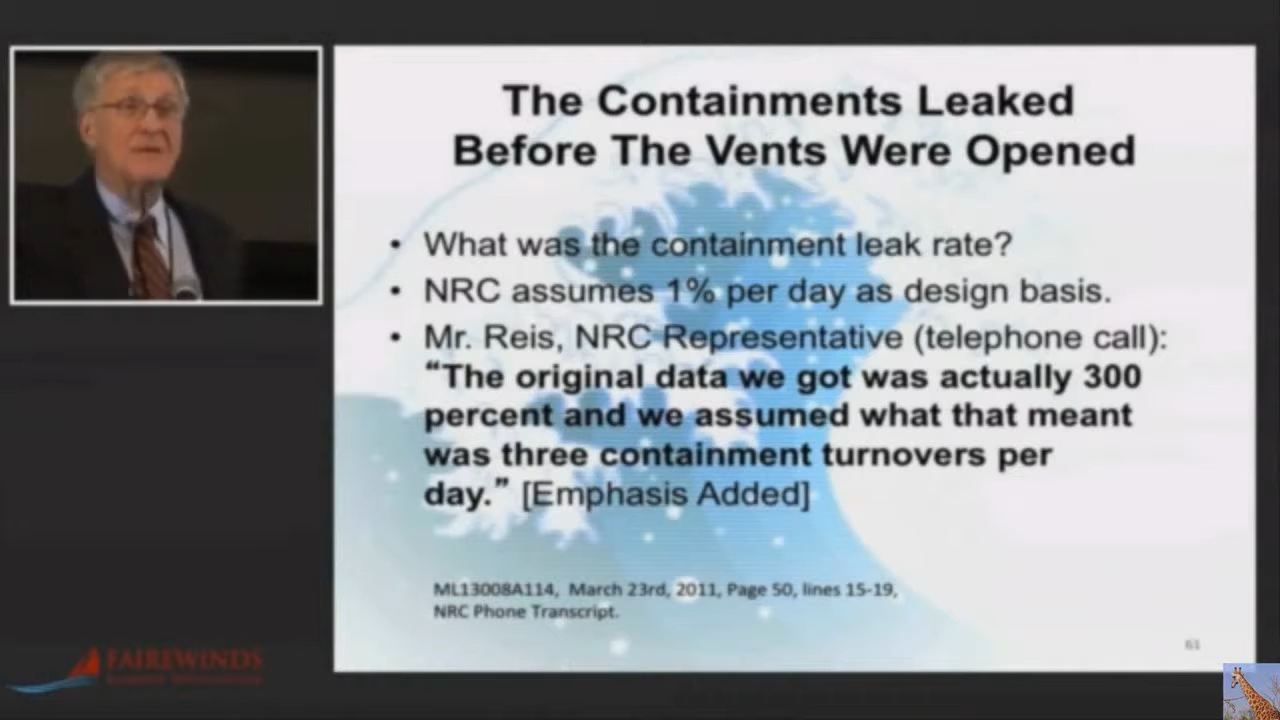 The Containments Leaked
Before The Vents Were Opened
• What was the containment leak rate?
• NRC assumes 1% per day as design basis.
• Mr. Reis, NRC Representative (telephone call):
“The original data we got was actually 300
percent and we assumed what that meant
was three containment turnovers per
day.” [Emphasis Added]
ML13008A114, March 23rd, 2011, Page 50, lines 15-19,
NRC Phone Transcript.
61
FAIREWINDS